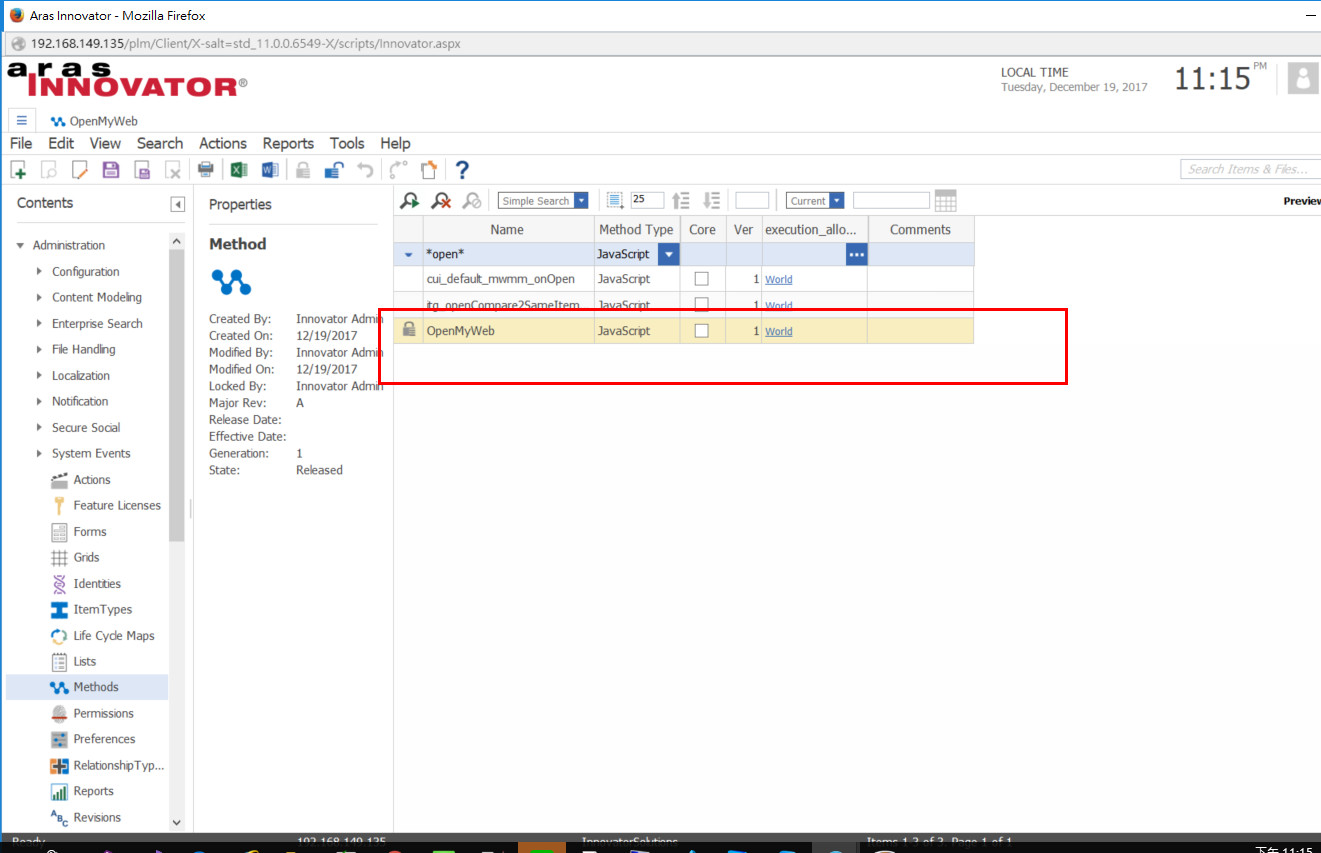 Aras Innovator - Mozilla Firefox
192.168.149.135/plm/Client/X-salt=std_11.0.0.6549-X/scripts/Innovator.aspx
aras
INNOVATOR®
LOCAL TIME
Tuesday, December 19, 2017
11:15 PM
OpenMyWeb
File Edit View Search Actions Reports Tools Help
Search Items & Files...
Contents
Administration
Configuration
Content Modeling
Enterprise Search
File Handling
Localization
Notification
Secure Social
System Events
Actions
Feature Licenses
Forms
Grids
Identities
ItemTypes
Life Cycle Maps
Lists
Methods
Permissions
Preferences
RelationshipTyp...
Reports
Revisions
Properties
Method
Created By: Innovator Admin
Created On: 12/19/2017
Modified By: Innovator Admin
Modified On: 12/19/2017
Locked By: Innovator Admin
Major Rev: A
Release Date:
Effective Date:
Generation: 1
State: Released
Simple Search 25 Current Preview
Name Method Type Core Ver execution_allo... Comments
*open* JavaScript
cui_default_mwmm_onOpen JavaScript 1 World
itg_openCompare2SameItem JavaScript 1 World
OpenMyWeb JavaScript 1 World
Ready 192.168.149.135 InnovatorSolutions Items 1-3 of 3. Page 1 of 1
下午 11:15